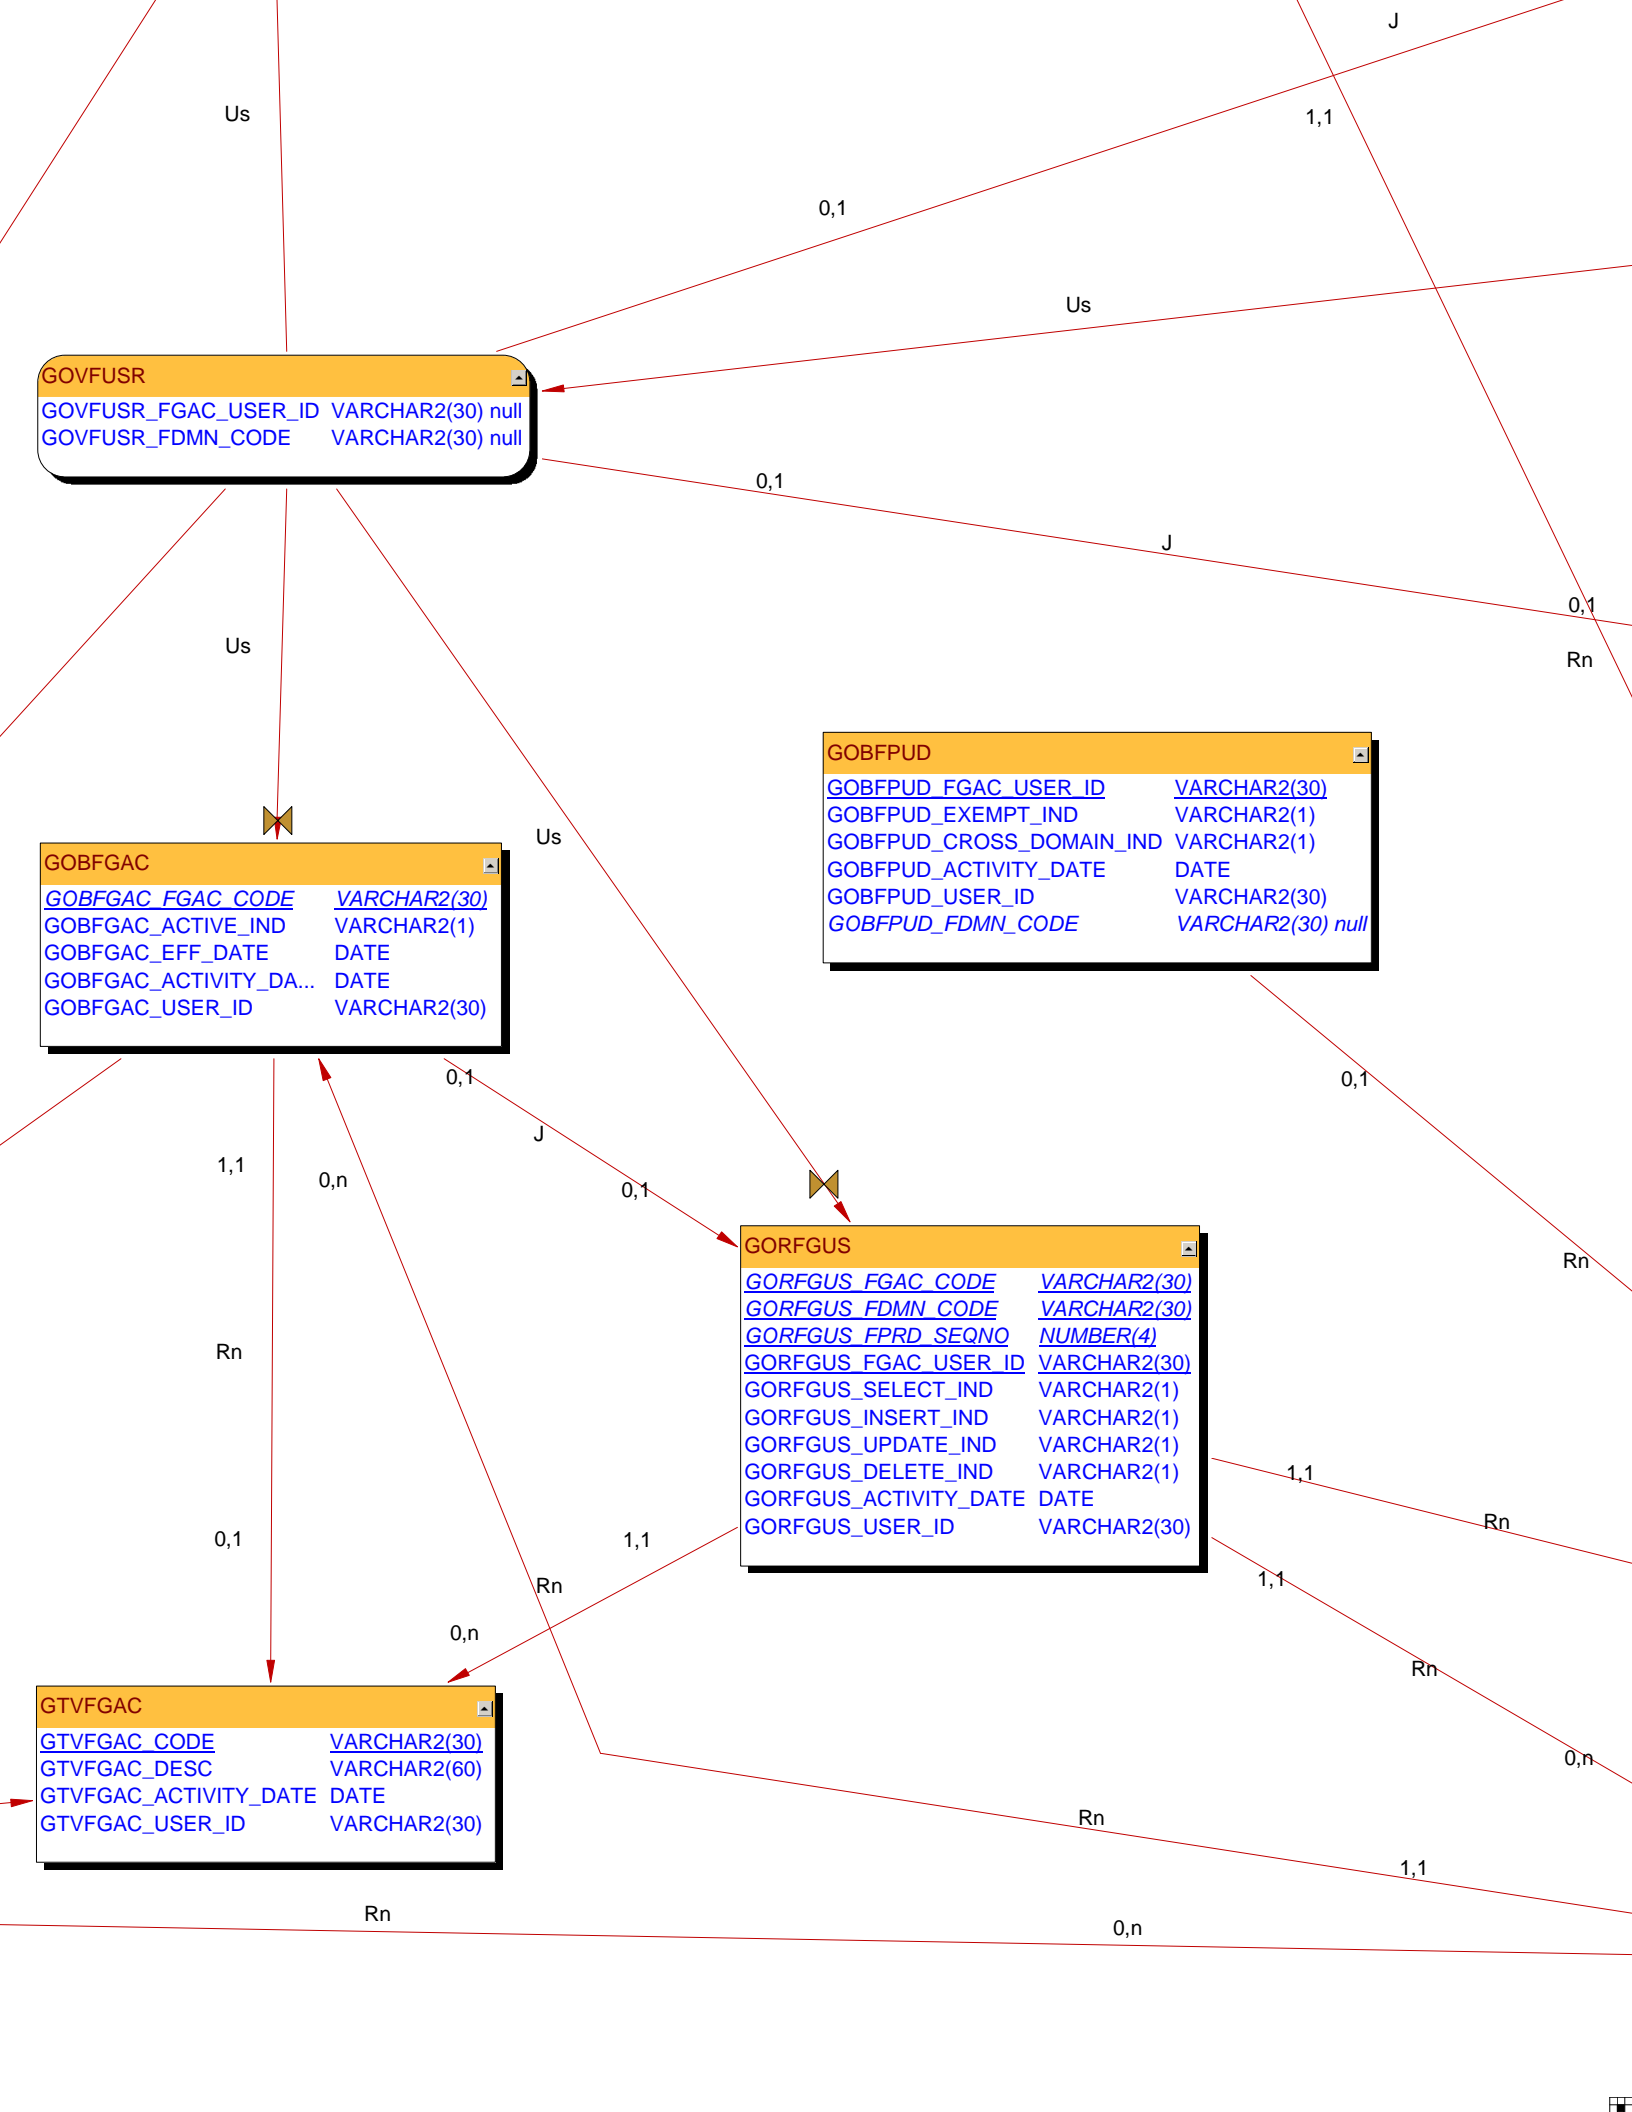 J
Us
1,1
0,1
Us
GOVFUSR
GOVFUSR_FGAC_USER_ID VARCHAR2(30) null
GOVFUSR_FDMN_CODE VARCHAR2(30) null
0,1
J
0,1
Us
Rn
GOBFPUD
GOBFPUD_FGAC_USER_ID VARCHAR2(30)
GOBFPUD_EXEMPT_IND VARCHAR2(1)
GOBFPUD_CROSS_DOMAIN_IND VARCHAR2(1)
GOBFPUD_ACTIVITY_DATE DATE
GOBFPUD_USER_ID VARCHAR2(30)
GOBFPUD_FDMN_CODE VARCHAR2(30) null
Us
GOBFGAC
GOBFGAC_FGAC_CODE VARCHAR2(30)
GOBFGAC_ACTIVE_IND VARCHAR2(1)
GOBFGAC_EFF_DATE DATE
GOBFGAC_ACTIVITY_DA... DATE
GOBFGAC_USER_ID VARCHAR2(30)
0,1
0,1
J
1,1
0,n
0,1
Rn
GORFGUS
GORFGUS_FGAC_CODE VARCHAR2(30)
GORFGUS_FDMN_CODE VARCHAR2(30)
GORFGUS_FPRD_SEQNO NUMBER(4)
GORFGUS_FGAC_USER_ID VARCHAR2(30)
GORFGUS_SELECT_IND VARCHAR2(1)
GORFGUS_INSERT_IND VARCHAR2(1)
GORFGUS_UPDATE_IND VARCHAR2(1)
GORFGUS_DELETE_IND VARCHAR2(1)
GORFGUS_ACTIVITY_DATE DATE
GORFGUS_USER_ID VARCHAR2(30)
Rn
1,1
Rn
0,1
1,1
Rn
1,1
0,n
Rn
0,n
GTVFGAC
GTVFGAC_CODE VARCHAR2(30)
GTVFGAC_DESC VARCHAR2(60)
GTVFGAC_ACTIVITY_DATE DATE
GTVFGAC_USER_ID VARCHAR2(30)
Rn
1,1
Rn
0,n